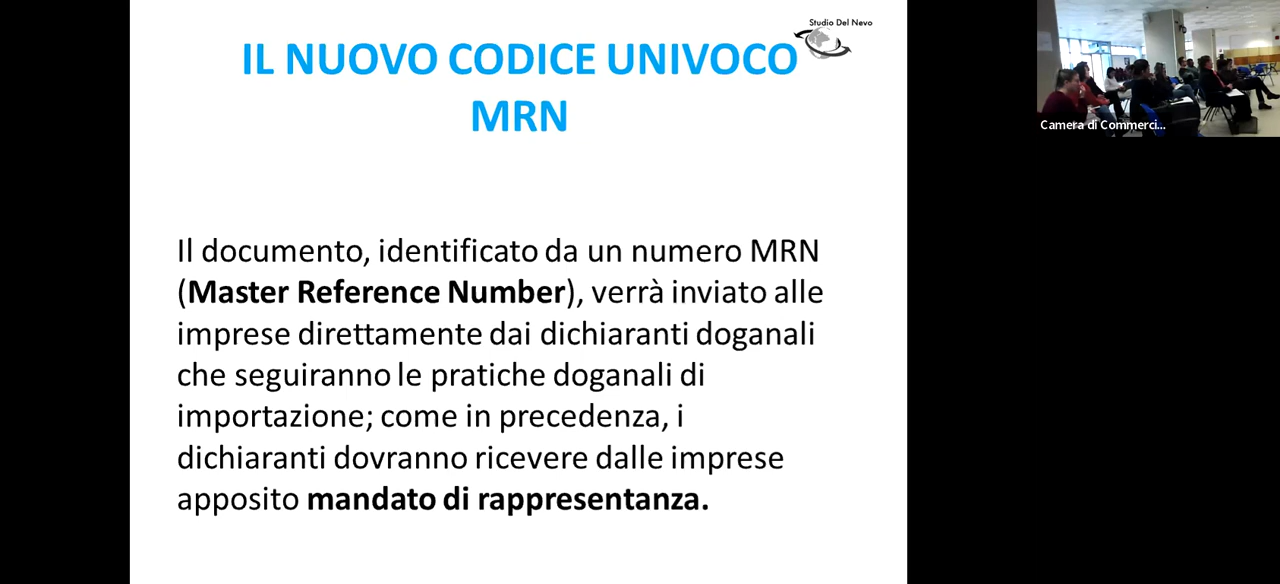 Studio Del Nevo
IL NUOVO CODICE UNIVOCO
MRN
Il documento, identificato da un numero MRN
(Master Reference Number), verrà inviato alle
imprese direttamente dai dichiaranti doganali
che seguiranno le pratiche doganali di
importazione; come in precedenza, i
dichiaranti dovranno ricevere dalle imprese
apposito mandato di rappresentanza.
Camera di Commerci...